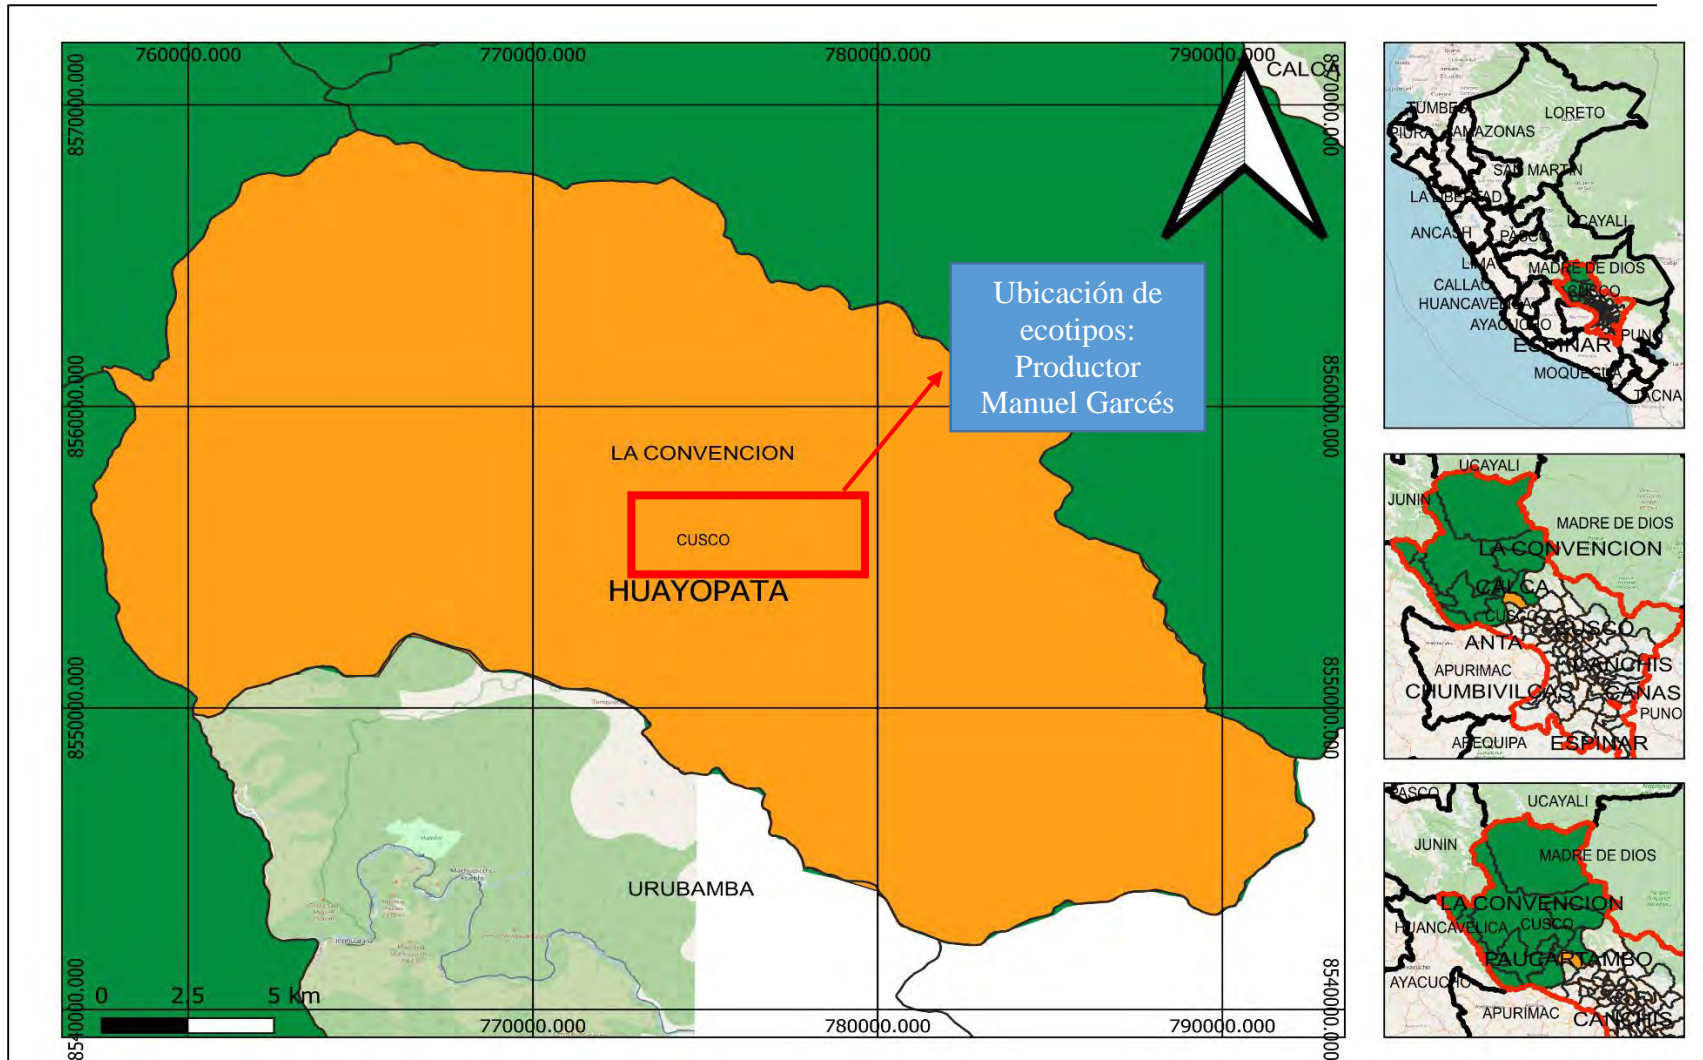 760000.000
770000.000
780000.000
790000.000
CALCA
8570000.000
8570000.000
Ubicación de
ecotipos:
Productor
Manuel Garcés
8560000.000
8560000.000
LA CONVENCION
CUSCO
HUAYOPATA
8550000.000
8550000.000
Machupicchu
Pueblo
URUBAMBA
0 2.5 5 km
8540000.000
8540000.000
770000.000
780000.000
790000.000
TUMBES
LORETO
PIURA
AMAZONAS
SAN MARTIN
LA LIBERTAD
UCAYALI
ANCASH
PASCO
LIMA
MADRE DE DIOS
CALLAO
CUSCO
HUANCAVELICA
AYACUCHO
PUNO
ESPINAR
MOQUEGUA
TACNA
UCAYALI
JUNIN
MADRE DE DIOS
LA CONVENCION
CALCA
CUSCO
CUSCO
ANTA
APURIMAC
CANCHIS
CHUMBIVILCAS
CANAS
PUNO
AREQUIPA
ESPINAR
PASCO
UCAYALI
JUNIN
MADRE DE DIOS
LA CONVENCION
HUANCAVELICA
CUSCO
PAUCARTAMBO
AYACUCHO
APURIMAC
CANCHIS